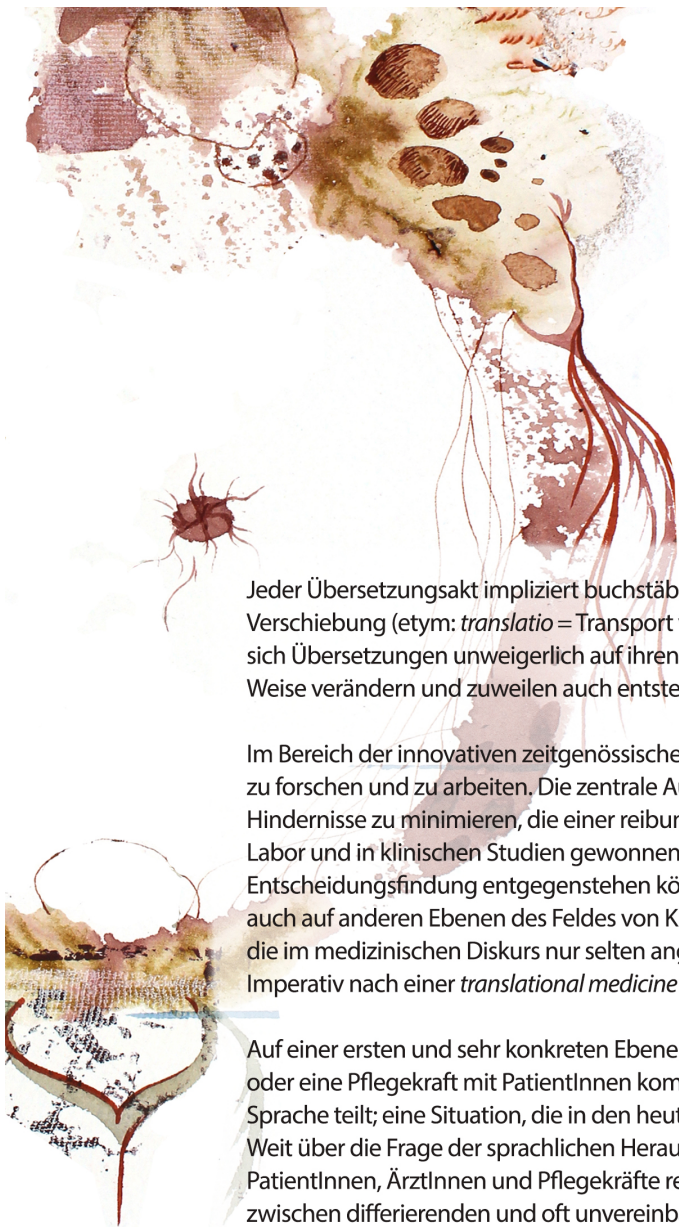 Jeder Übersetzungsakt impliziert buchstäb
Verschiebung (etym: translatio = Transport
sich Übersetzungen unweigerlich auf ihren
Weise verändern und zuweilen auch entste
Im Bereich der innovativen zeitgenössische
zu forschen und zu arbeiten. Die zentrale Au
Hindernisse zu minimieren, die einer reibun
Labor und in klinischen Studien gewonnen
Entscheidungsfindung entgegenstehen kö
auch auf anderen Ebenen des Feldes von K
die im medizinischen Diskurs nur selten ang
Imperativ nach einer translational medicine
Auf einer ersten und sehr konkreten Ebene
oder eine Pflegekraft mit PatientInnen kom
Sprache teilt; eine Situation, die in den heut
Weit über die Frage der sprachlichen Herau
PatientInnen, ÄrztInnen und Pflegekräfte re
zwischen differierenden und oft unvereinb